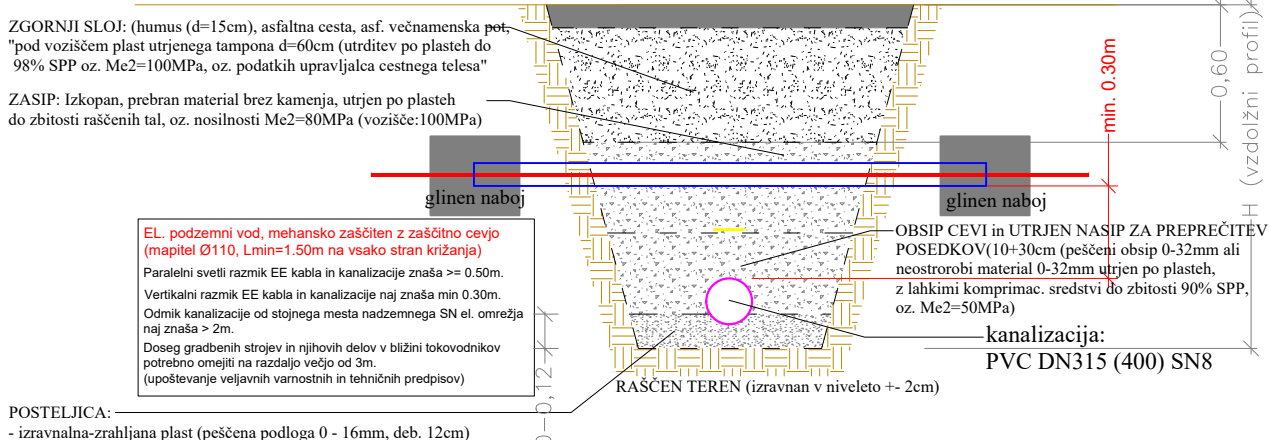 ZGORNJI SLOJ: (humus (d=15cm), asfaltna cesta, asf. večnamenska pot,
"pod voziščem plast utrjenega tampona d=60cm (utrditev po plasteh do
98% SPP oz. Me2=100MPa, oz. podatkih upravljalca cestnega telesa"
ZASIP: Izkopan, prebran material brez kamenja, utrjen po plasteh
do zbitosti raščenih tal, oz. nosilnosti Me2=80MPa (vozišče:100MPa)
glinen naboj
glinen naboj
0,60
min. 0.30m
H (vzdolžni profil)
EL. podzemni vod, mehansko zaščiten z zaščitno cevjo
(mapitel Ø110, Lmin=1.50m na vsako stran križanja)
Paralelni svetli razmik EE kabla in kanalizacije znaša >= 0.50m.
Vertikalni razmik EE kabla in kanalizacije naj znaša min 0.30m.
Odmik kanalizacije od stojnega mesta nadzemnega SN el. omrežja
naj znaša > 2m.
Doseg gradbenih strojev in njihovih delov v bližini tokovodnikov
potrebno omejiti na razdaljo večjo od 3m.
(upoštevanje veljavnih varnostnih in tehničnih predpisov)
OBSIP CEVI in UTRJEN NASIP ZA PREPREČITEV
POSEDKOV(10+30cm (peščeni obsip 0-32mm ali
neostrorobi material 0-32mm utrjen po plasteh,
z lahkimi komprimac. sredstvi do zbitosti 90% SPP,
oz. Me2=50MPa)
kanalizacija:
PVC DN315 (400) SN8
RAŠČEN TEREN (izravnan v niveleto +- 2cm)
0-0,12
POSTELJICA:
- izravnalna-zrahljana plast (peščena podloga 0 - 16mm, deb. 12cm)